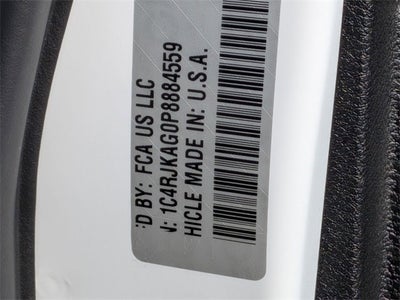 D BY: FCA US LLC
N: 1C4RJKAG0P8884559
HICLE MADE IN: U.S.A.